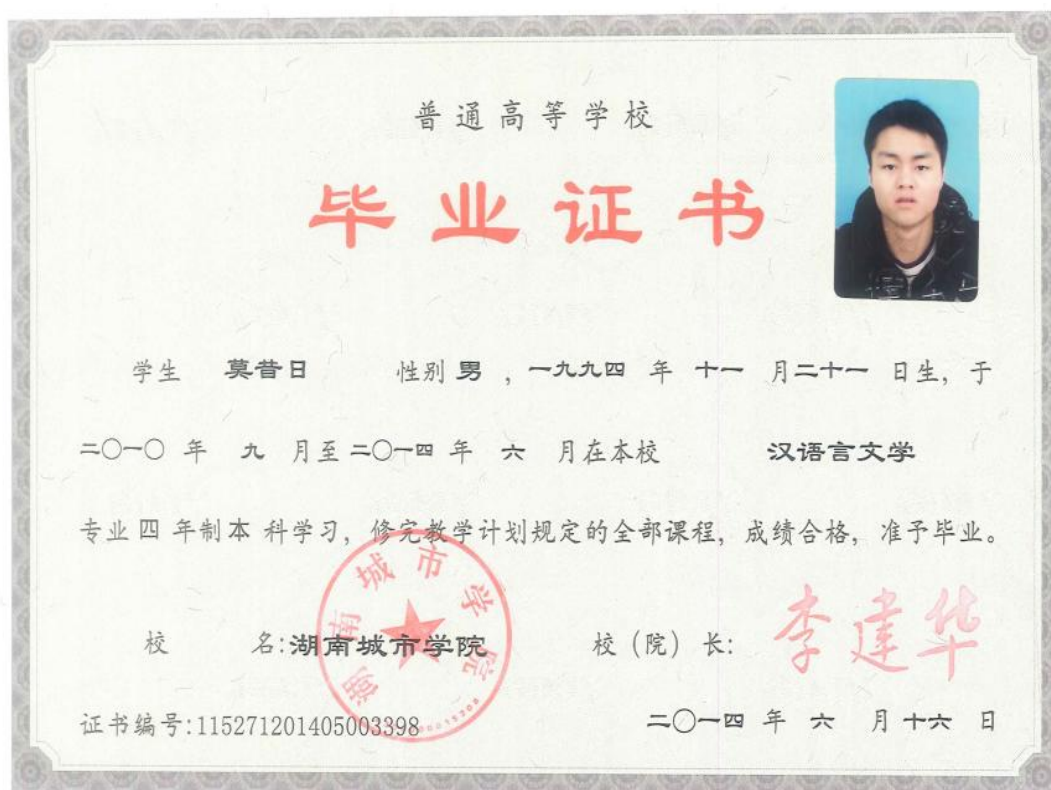 普通高等学校
毕业证书
学生 莫昔日 性别 男 ，一九九四 年 十一 月二十一 日生，于
二〇一〇 年 九 月至二〇一四 年 六 月在本校 汉语言文学
专业 四 年制 本 科学习，修完教学计划规定的全部课程，成绩合格，准予毕业。
校 名:湖南城市学院 校（院）长: 李建华
湖南城市学院
证书编号:115271201405003398 二〇一四 年 六 月 十六 日